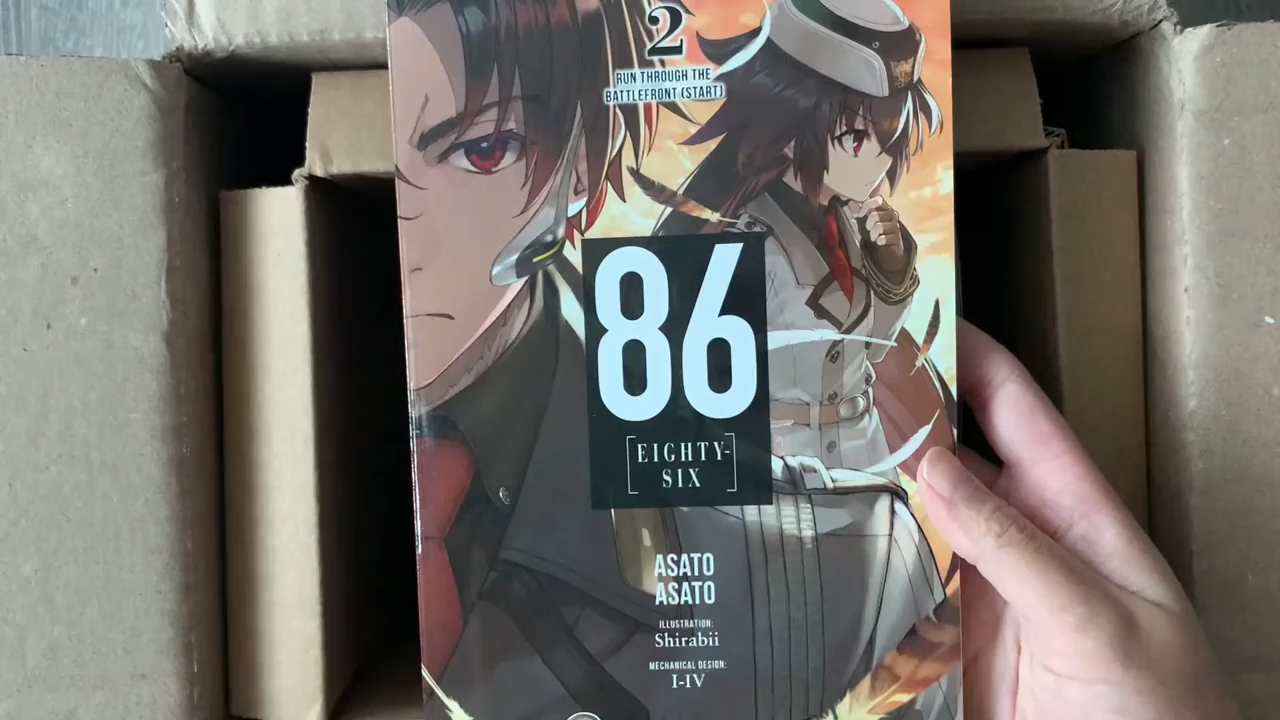 2
RUN THROUGH THE
BATTLEFRONT (START)
86
[EIGHTY-
SIX]
ASATO
ASATO
ILLUSTRATION:
Shirabii
MECHANICAL DESIGN:
I-IV